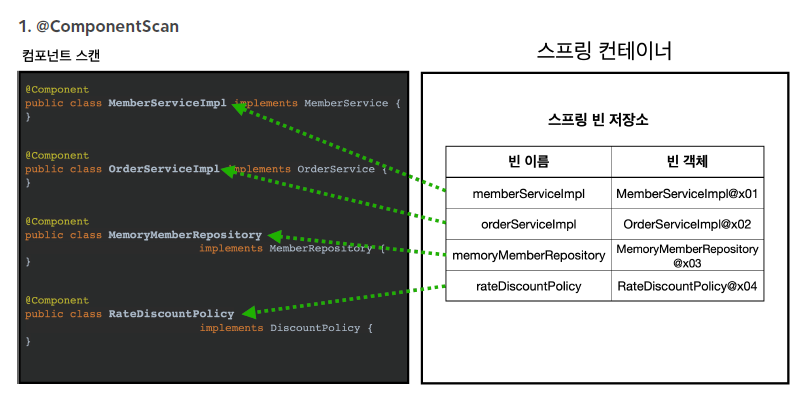 1. @ComponentScan
컴포넌트 스캔
@Component
public class MemberServiceImpl implements MemberService {
}
@Component
public class OrderServiceImpl implements OrderService {
}
@Component
public class MemoryMemberRepository
implements MemberRepository {
}
@Component
public class RateDiscountPolicy
implements DiscountPolicy {
}
스프링 컨테이너
스프링 빈 저장소
빈 이름 빈 객체
memberServiceImpl MemberServiceImpl@x01
orderServiceImpl OrderServiceImpl@x02
memoryMemberRepository MemoryMemberRepository
@x03
rateDiscountPolicy RateDiscountPolicy@x04